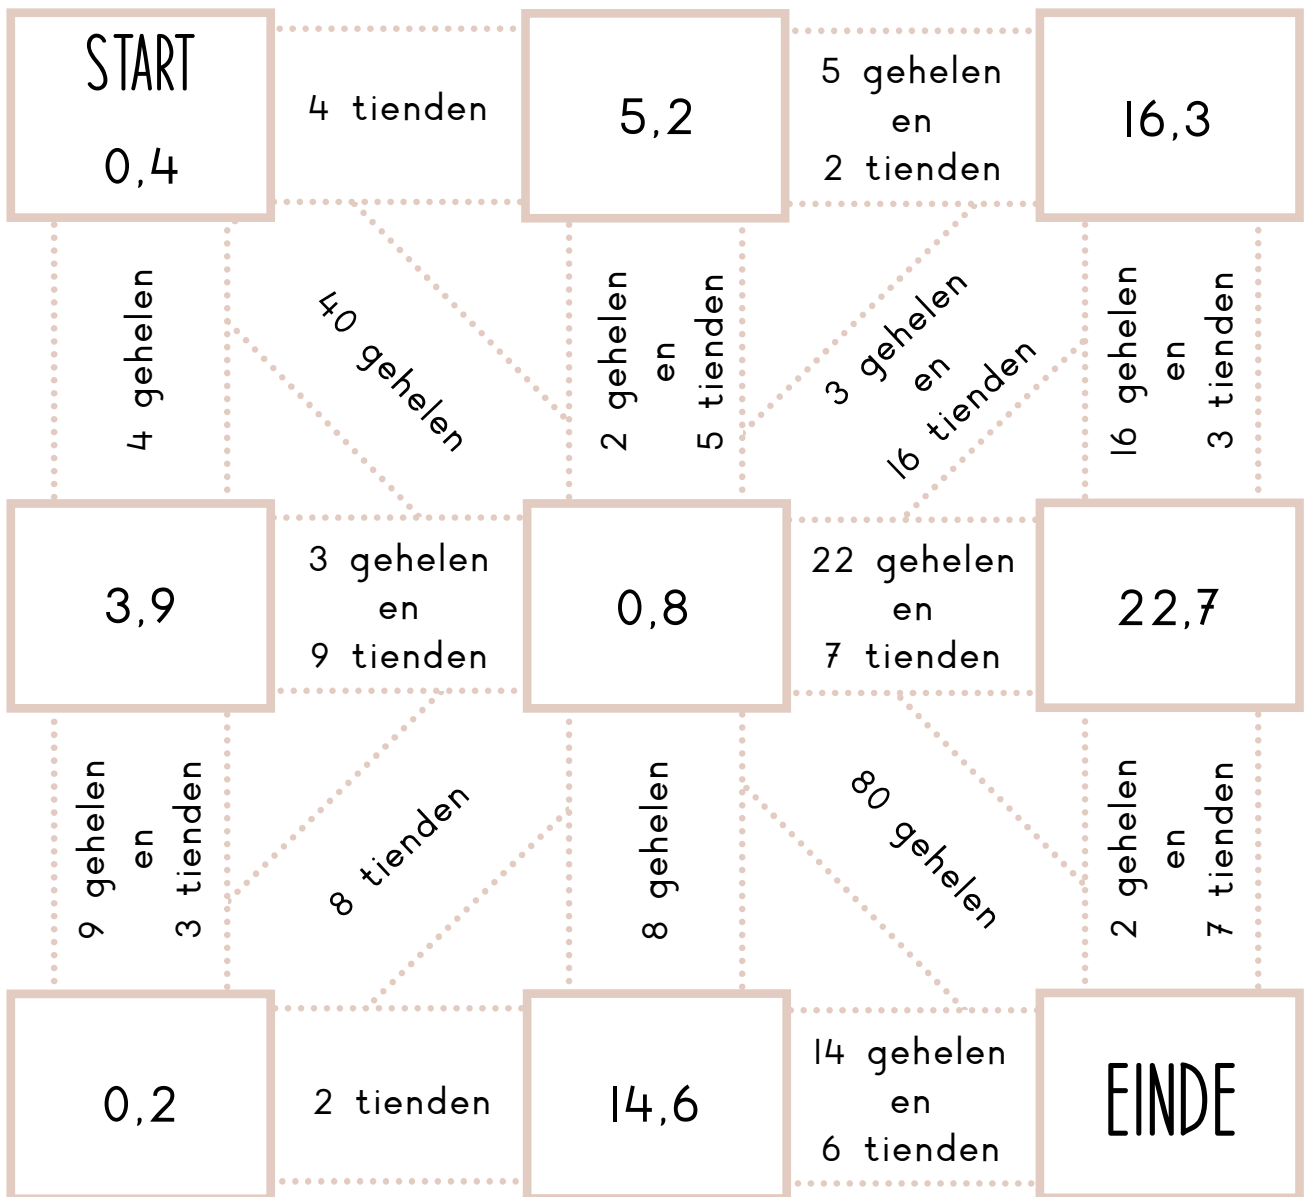 START
0,4
4 tienden
5,2
5 gehelen
en
2 tienden
16,3
4 gehelen
40 gehelen
2 gehelen
en
5 tienden
3 gehelen
en
16 tienden
16 gehelen
en
3 tienden
3,9
3 gehelen
en
9 tienden
0,8
22 gehelen
en
7 tienden
22,7
9 gehelen
en
3 tienden
8 tienden
8 gehelen
80 gehelen
2 gehelen
en
7 tienden
0,2
2 tienden
14,6
14 gehelen
en
6 tienden
EINDE